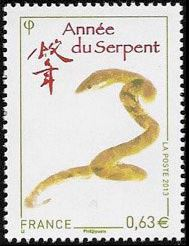 Année
du Serpent
蛇年
LA POSTE 2013
FRANCE
0,63€